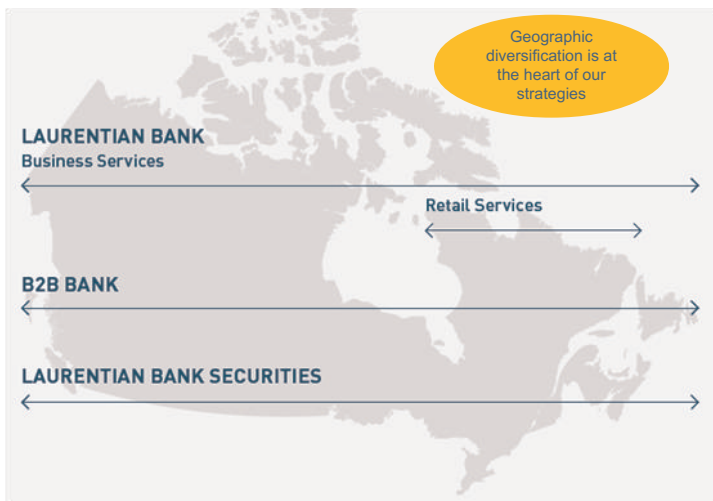 Geographic
diversification is at
the heart of our
strategies
LAURENTIAN BANK
Business Services
Retail Services
B2B BANK
LAURENTIAN BANK SECURITIES